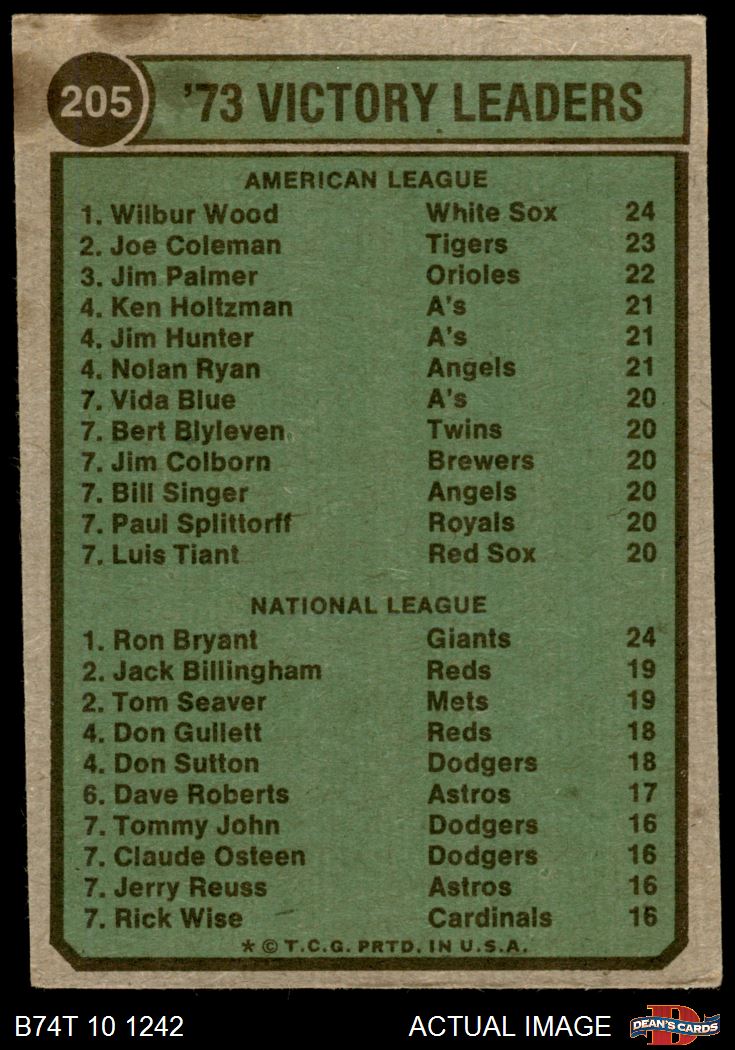 205 '73 VICTORY LEADERS
AMERICAN LEAGUE
1. Wilbur Wood White Sox 24
2. Joe Coleman Tigers 23
3. Jim Palmer Orioles 22
4. Ken Holtzman A's 21
4. Jim Hunter A's 21
4. Nolan Ryan Angels 21
7. Vida Blue A's 20
7. Bert Blyleven Twins 20
7. Jim Colborn Brewers 20
7. Bill Singer Angels 20
7. Paul Splittorff Royals 20
7. Luis Tiant Red Sox 20
NATIONAL LEAGUE
1. Ron Bryant Giants 24
2. Jack Billingham Reds 19
2. Tom Seaver Mets 19
4. Don Gullett Reds 18
4. Don Sutton Dodgers 18
6. Dave Roberts Astros 17
7. Tommy John Dodgers 16
7. Claude Osteen Dodgers 16
7. Jerry Reuss Astros 16
7. Rick Wise Cardinals 16
* © T.C.G. PRTD. IN U.S.A.
B74T 10 1242 ACTUAL IMAGE D DEAN'S CARDS